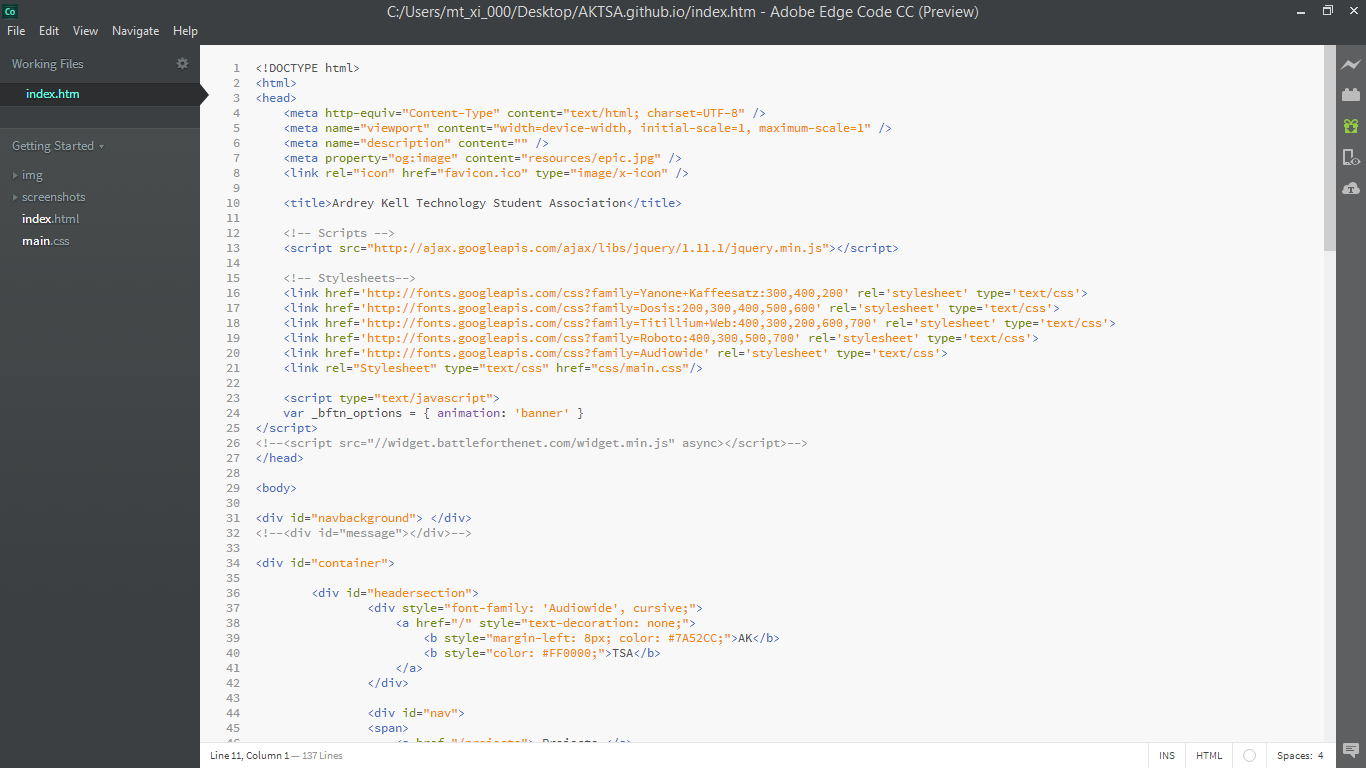 Co
C:/Users/mt_xi_000/Desktop/AKTSA.github.io/index.htm - Adobe Edge Code CC (Preview)
File Edit View Navigate Help
Working Files
index.htm
Getting Started
img
screenshots
index.html
main.css
1 <!DOCTYPE html>
2 <html>
3 <head>
4 <meta http-equiv="Content-Type" content="text/html; charset=UTF-8" />
5 <meta name="viewport" content="width=device-width, initial-scale=1, maximum-scale=1" />
6 <meta name="description" content="" />
7 <meta property="og:image" content="resources/epic.jpg" />
8 <link rel="icon" href="favicon.ico" type="image/x-icon" />
9
10 <title>Ardrey Kell Technology Student Association</title>
11
12 <!-- Scripts -->
13 <script src="http://ajax.googleapis.com/ajax/libs/jquery/1.11.1/jquery.min.js"></script>
14
15 <!-- Stylesheets-->
16 <link href='http://fonts.googleapis.com/css?family=Yanone+Kaffeesatz:300,400,200' rel='stylesheet' type='text/css'>
17 <link href='http://fonts.googleapis.com/css?family=Dosis:200,300,400,500,600' rel='stylesheet' type='text/css'>
18 <link href='http://fonts.googleapis.com/css?family=Titillium+Web:400,300,200,600,700' rel='stylesheet' type='text/css'>
19 <link href='http://fonts.googleapis.com/css?family=Roboto:400,300,500,700' rel='stylesheet' type='text/css'>
20 <link href='http://fonts.googleapis.com/css?family=Audiowide' rel='stylesheet' type='text/css'>
21 <link rel="Stylesheet" type="text/css" href="css/main.css"/>
22
23 <script type="text/javascript">
24 var _bftn_options = { animation: 'banner' }
25 </script>
26 <!--<script src="//widget.battleforthenet.com/widget.min.js" async></script>-->
27 </head>
28
29 <body>
30
31 <div id="navbackground"> </div>
32 <!--<div id="message"></div>-->
33
34 <div id="container">
35
36 <div id="headersection">
37 <div style="font-family: 'Audiowide', cursive;">
38 <a href="/" style="text-decoration: none;">
39 <b style="margin-left: 8px; color: #7A52CC;">AK</b>
40 <b style="color: #FF0000;">TSA</b>
41 </a>
42 </div>
43
44 <div id="nav">
45 <span>
46 <a href="/projects"> Projects </a>
Line 11, Column 1 — 137 Lines
INS HTML Spaces: 4